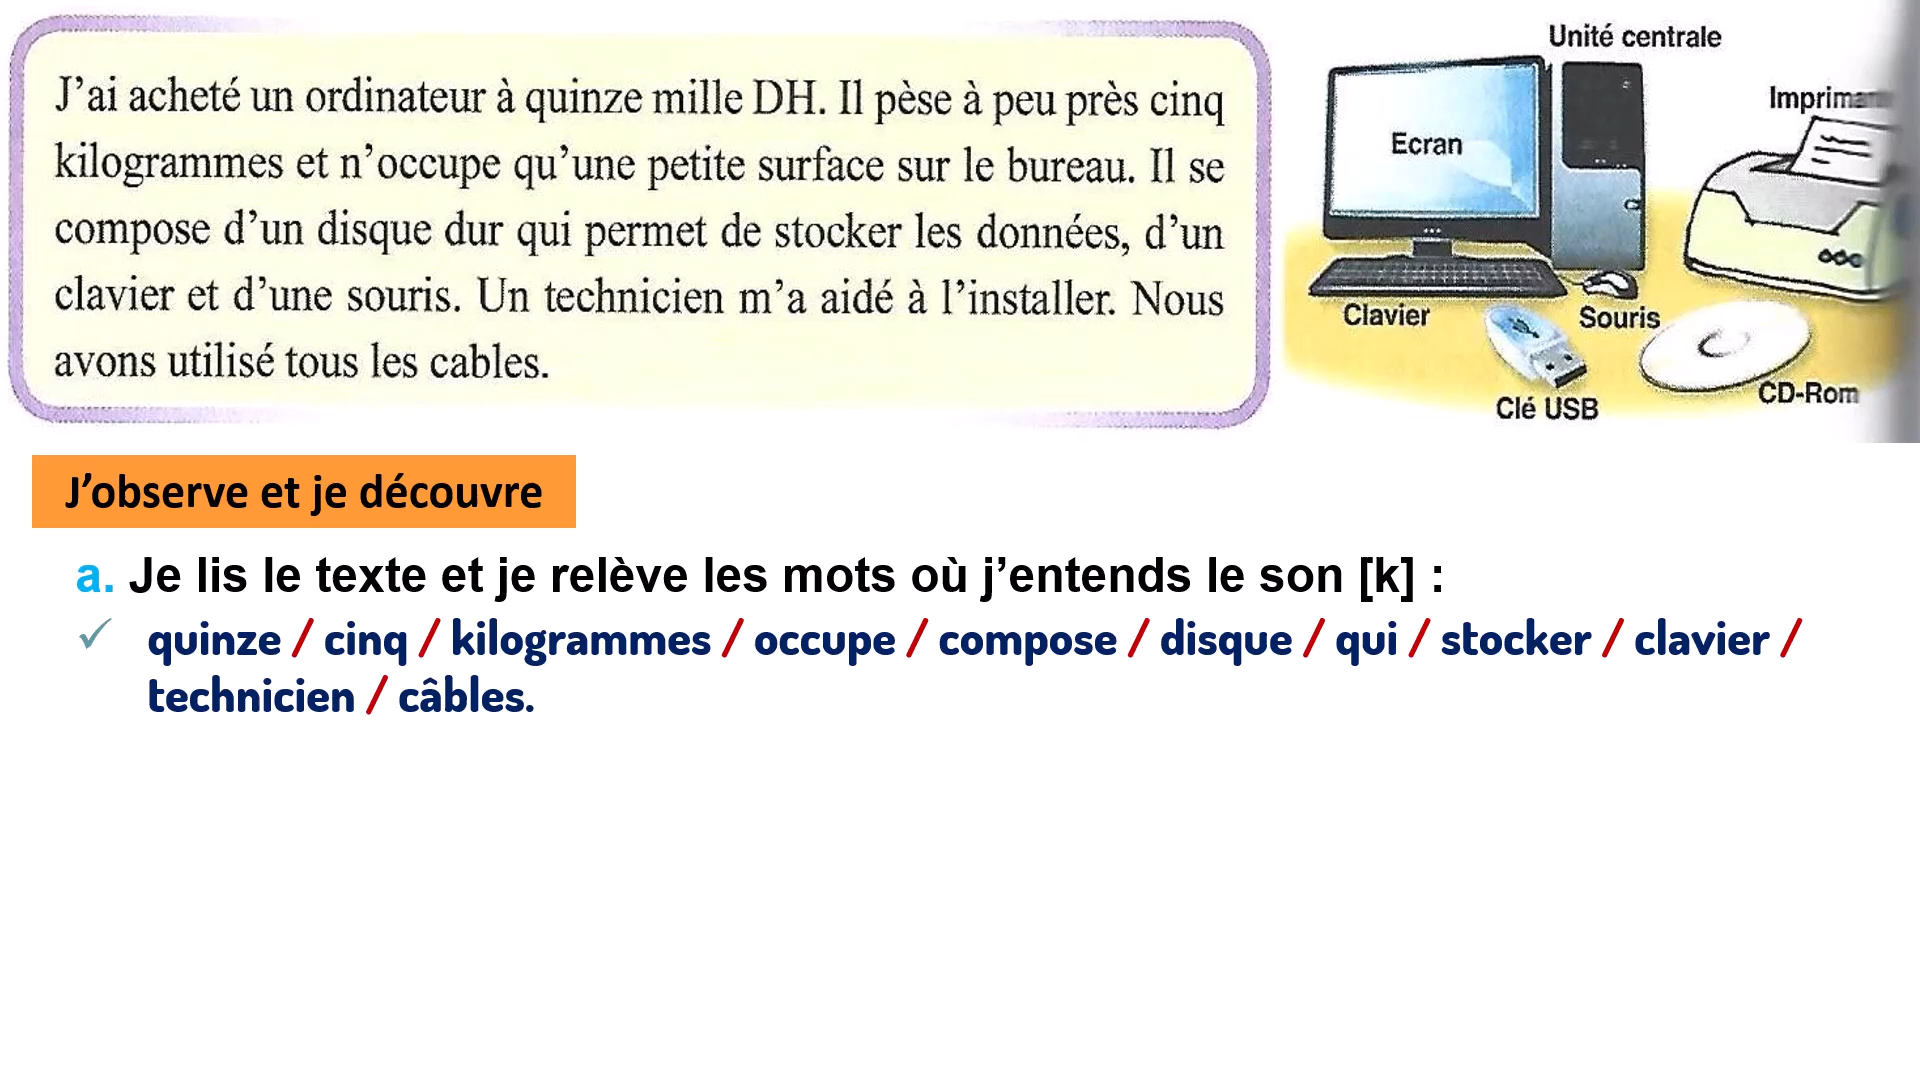 J'ai acheté un ordinateur à quinze mille DH. Il pèse à peu près cinq
kilogrammes et n'occupe qu'une petite surface sur le bureau. Il se
compose d'un disque dur qui permet de stocker les données, d'un
clavier et d'une souris. Un technicien m'a aidé à l'installer. Nous
avons utilisé tous les cables.
Unité centrale
Ecran
Clavier
Souris
Clé USB
CD-Rom
J'observe et je découvre
a. Je lis le texte et je relève les mots où j'entends le son [k] :
✓ quinze / cinq / kilogrammes / occupe / compose / disque / qui / stocker / clavier /
technicien / câbles.